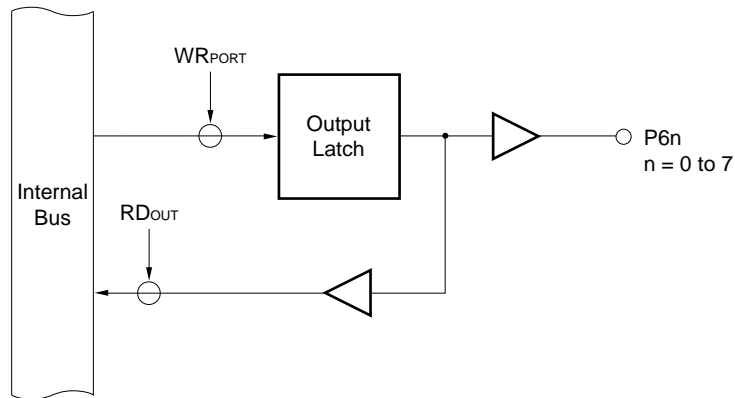 WRPORT
Output
Latch
P6n
n = 0 to 7
Internal
Bus
RDOUT